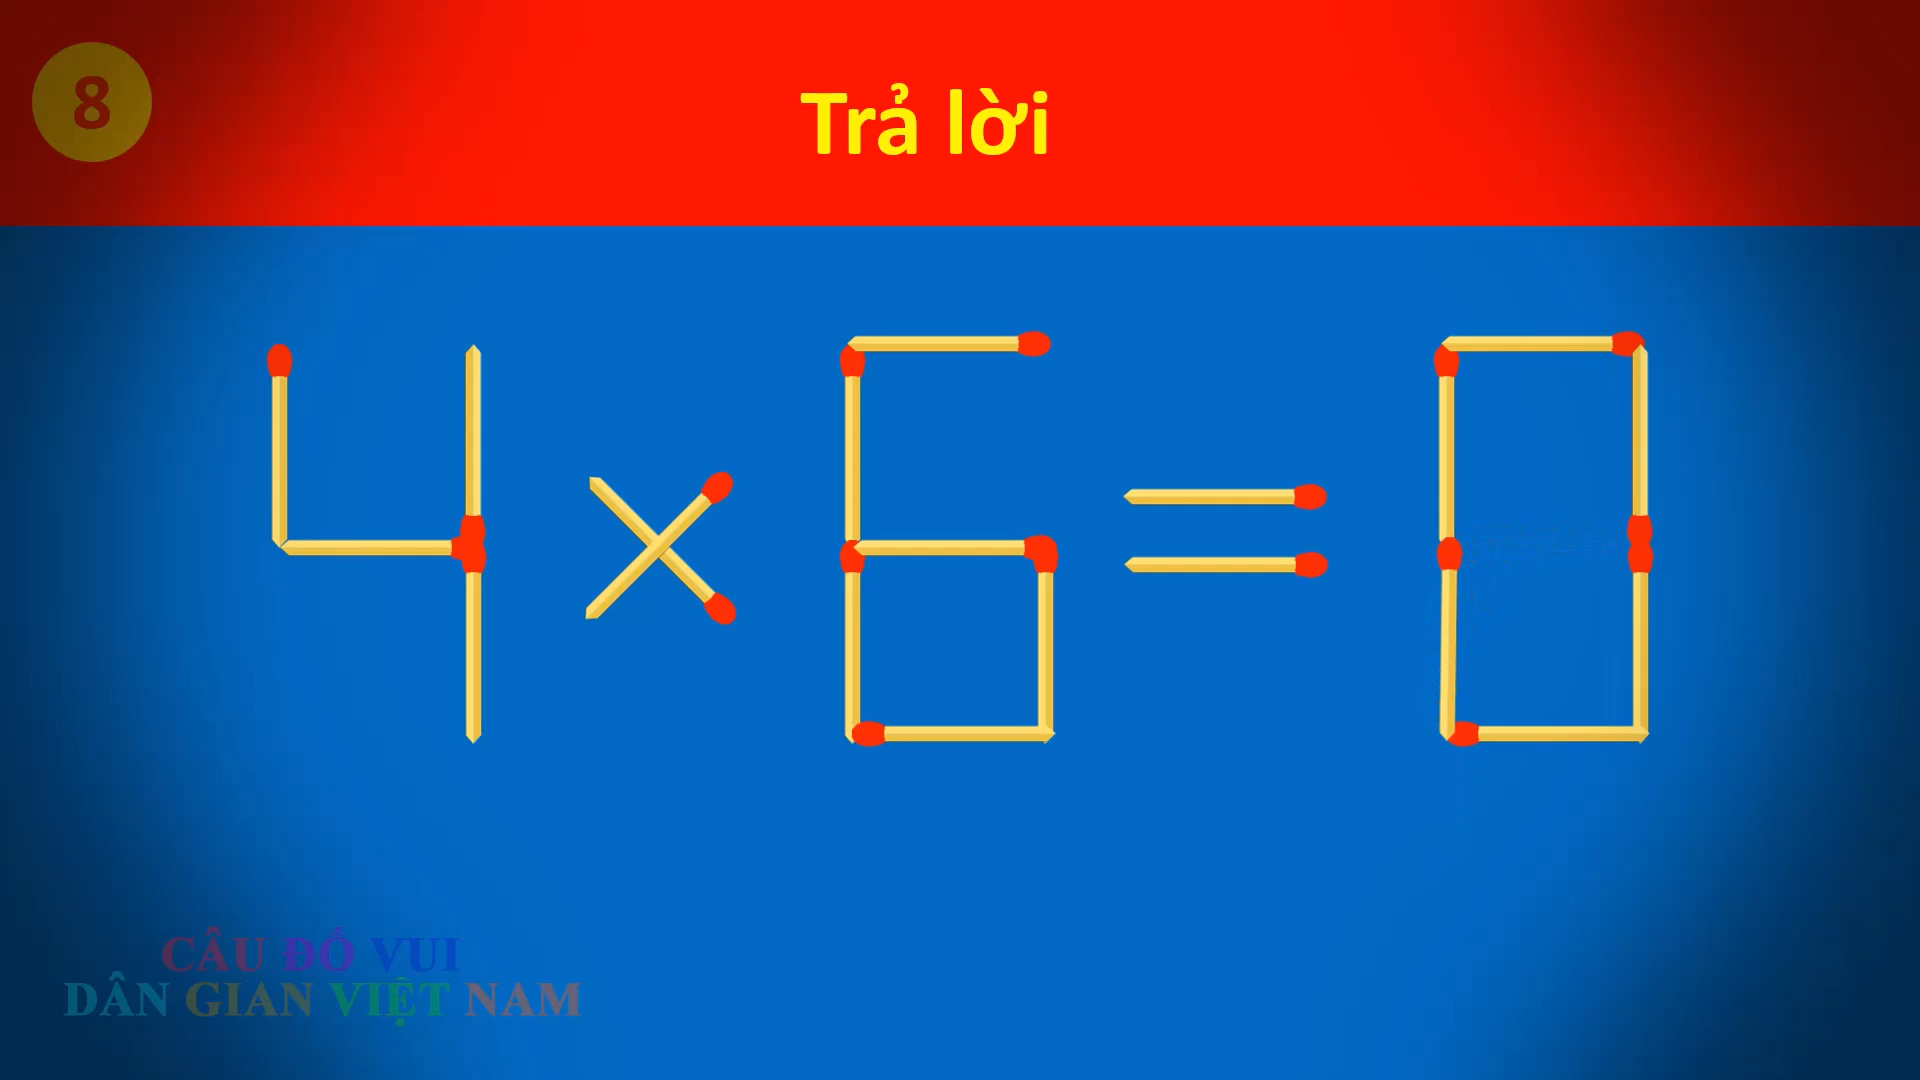 8
Trả lời
4 × 6 = 0
CÂU ĐỐ VUI
DÂN GIAN VIỆT NAM